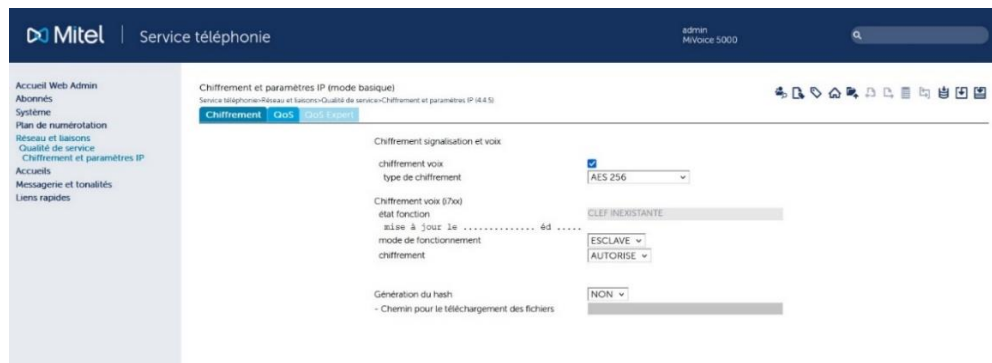 Mitel | Service téléphonie
admin
MiVoice 5000
Accueil Web Admin
Abonnés
Système
Plan de numérotation
Réseau et liaisons
Qualité de service
Chiffrement et paramètres IP
Accueils
Messagerie et tonalités
Liens rapides
Chiffrement et paramètres IP (mode basique)
Service téléphonie>Réseau et liaisons>Qualité de service>Chiffrement et paramètres IP (4.4.5)
Chiffrement QoS QoS Expert
Chiffrement signalisation et voix
chiffrement voix
type de chiffrement AES 256
Chiffrement voix (i7xx)
état fonction CLEF INEXISTANTE
mise à jour le .............. éd .....
mode de fonctionnement ESCLAVE
chiffrement AUTORISE
Génération du hash NON
- Chemin pour le téléchargement des fichiers